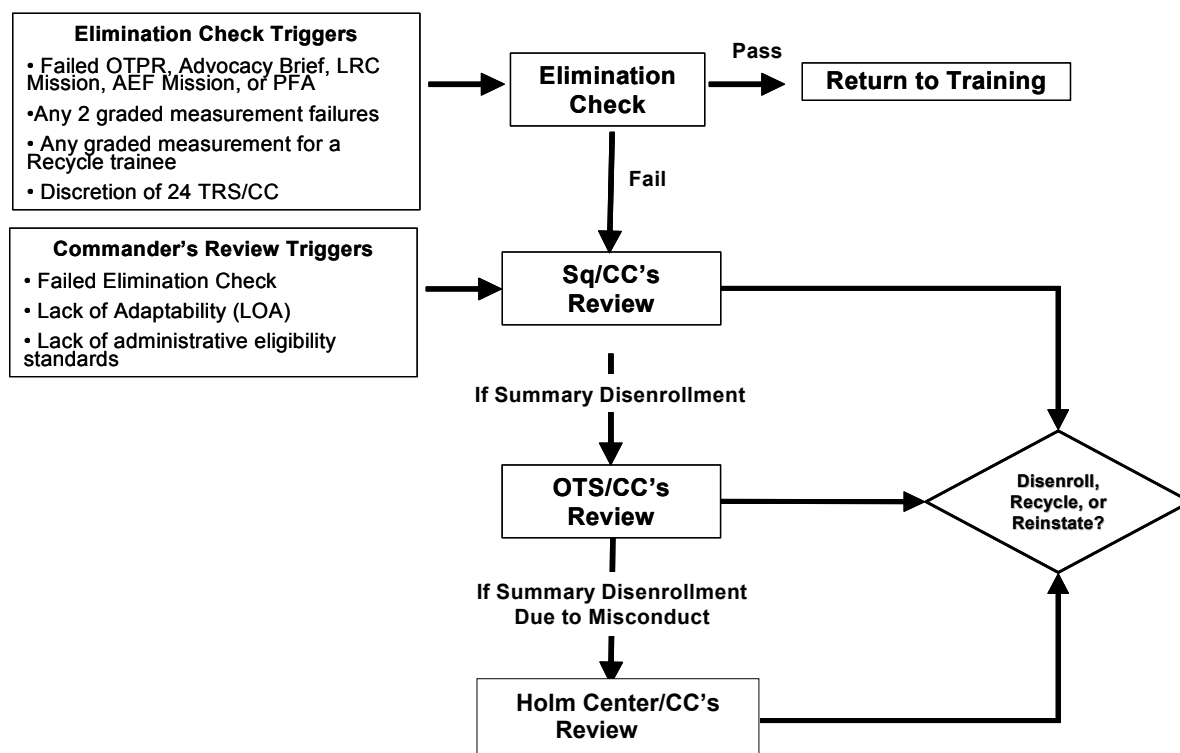 Elimination Check Triggers
• Failed OTPR, Advocacy Brief, LRC
Mission, AEF Mission, or PFA
•Any 2 graded measurement failures
• Any graded measurement for a
Recycle trainee
• Discretion of 24 TRS/CC
Elimination
Check
Pass
Return to Training
Fail
Commander's Review Triggers
• Failed Elimination Check
• Lack of Adaptability (LOA)
• Lack of administrative eligibility
standards
Sq/CC's
Review
If Summary Disenrollment
OTS/CC's
Review
Disenroll,
Recycle, or
Reinstate?
If Summary Disenrollment
Due to Misconduct
Holm Center/CC's
Review